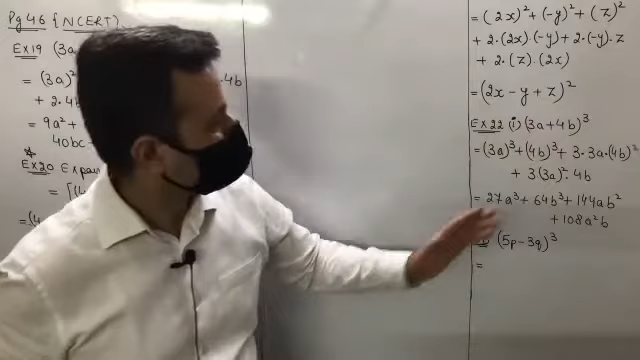 Pg 46 (NCERT)
EX 19 (3a
= (3a)² · 4b
+ 2.4b
= 9a² +
40bc
EX 20 Expa
= [(4
= (4
= (2x)² + (-y)² + (z)²
+ 2·(2x)·(-y) + 2·(-y)·z
+ 2·(z)·(2x)
= (2x - y + z)²
EX 22 (i) (3a + 4b)³
= (3a)³ + (4b)³ + 3·3a·(4b)²
+ 3(3a)²·4b
= 27a³ + 64b³ + 144ab²
+ 108a²b
(5p - 3q)³
=